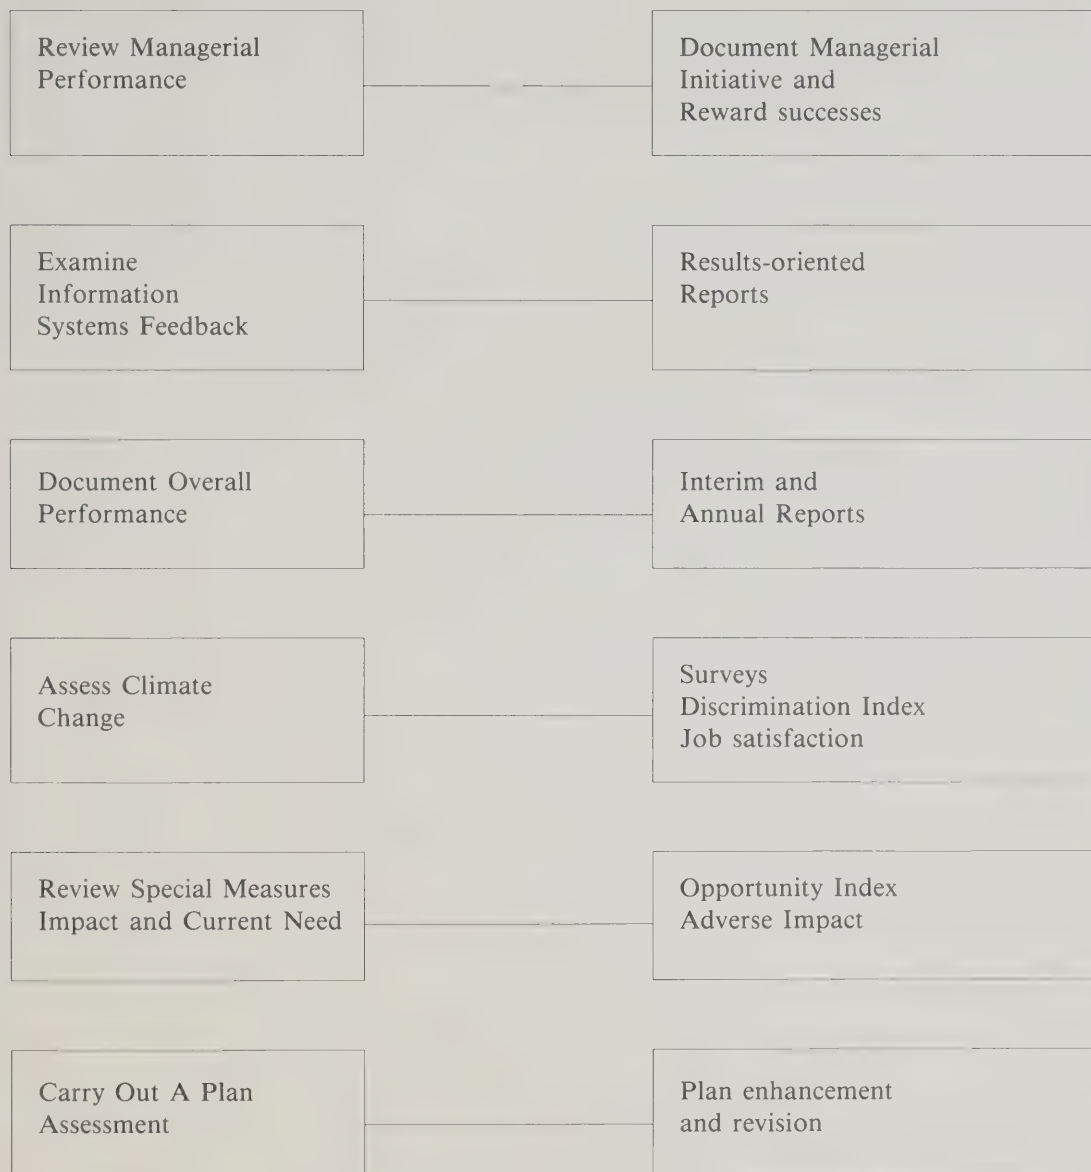 Review Managerial
Performance
Document Managerial
Initiative and
Reward successes
Examine
Information
Systems Feedback
Results-oriented
Reports
Document Overall
Performance
Interim and
Annual Reports
Assess Climate
Change
Surveys
Discrimination Index
Job satisfaction
Review Special Measures
Impact and Current Need
Opportunity Index
Adverse Impact
Carry Out A Plan
Assessment
Plan enhancement
and revision